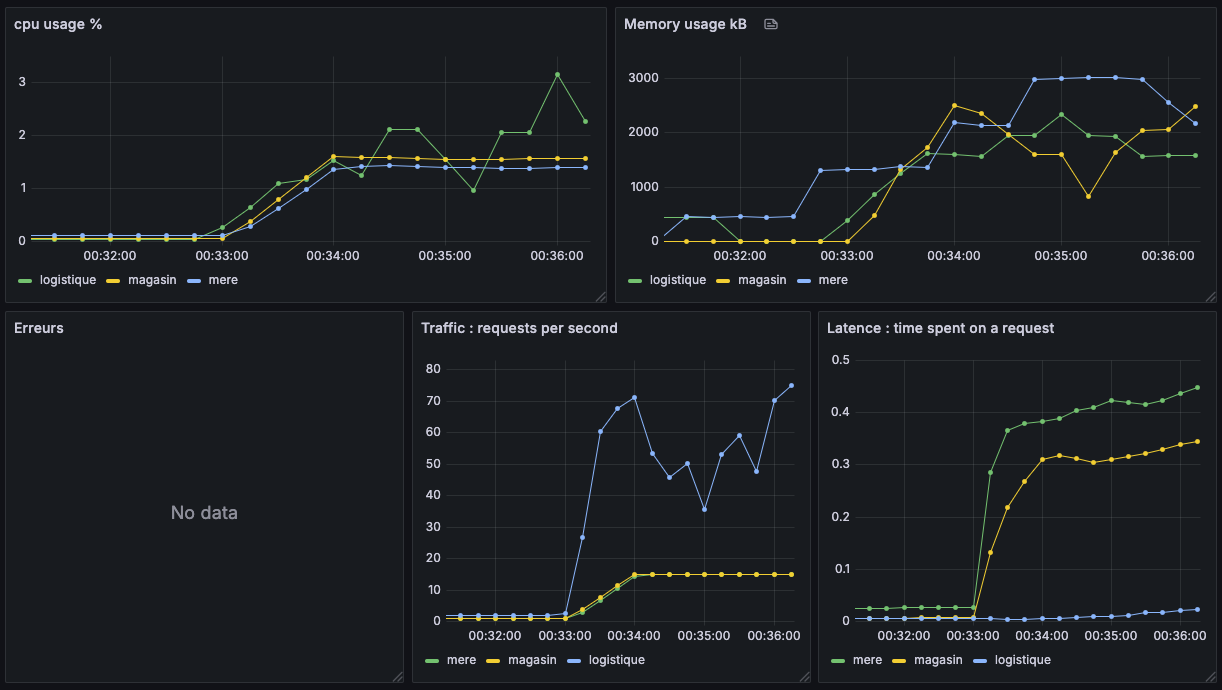 cpu usage %
3
2
1
0
00:32:00 00:33:00 00:34:00 00:35:00 00:36:00
logistique magasin mere
Memory usage kB
3000
2000
1000
0
00:32:00 00:33:00 00:34:00 00:35:00 00:36:00
logistique magasin mere
Erreurs
No data
Traffic : requests per second
80
70
60
50
40
30
20
10
0
00:32:00 00:33:00 00:34:00 00:35:00 00:36:00
mere magasin logistique
Latence : time spent on a request
0.5
0.4
0.3
0.2
0.1
0
00:32:00 00:33:00 00:34:00 00:35:00 00:36:00
mere magasin logistique